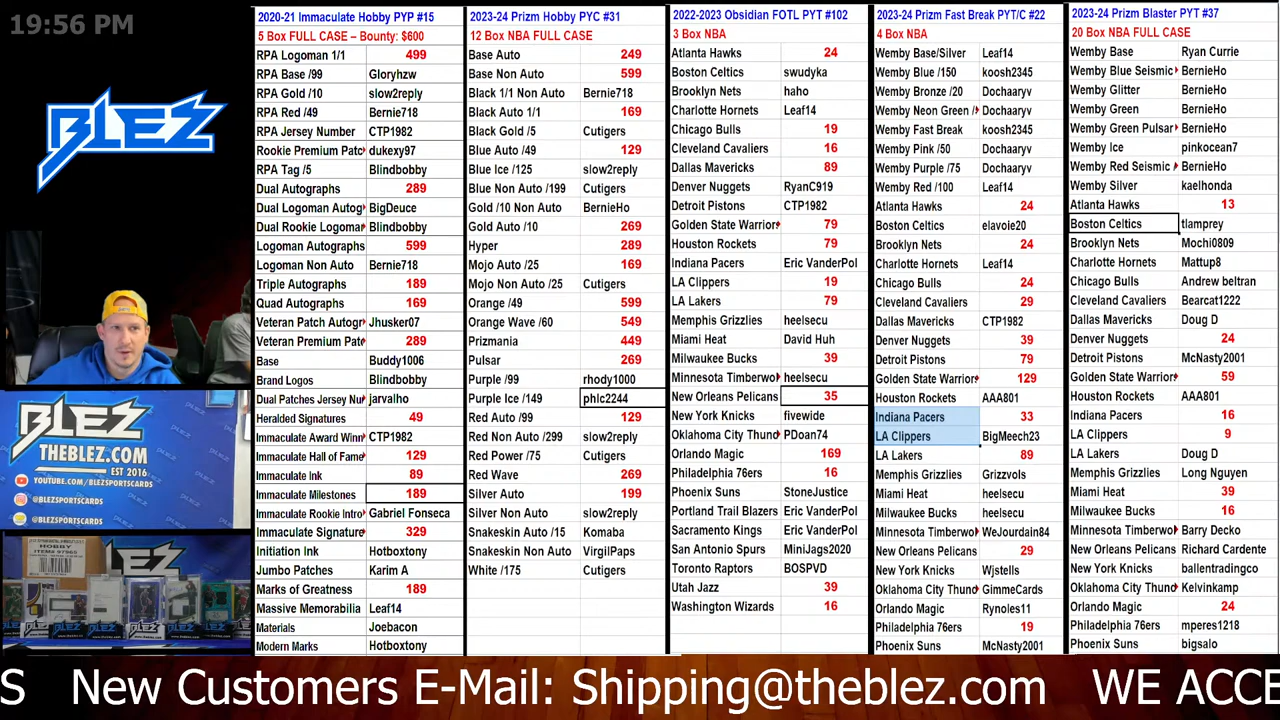 19:56 PM
BLEZ
BLEZ
THEBLEZ.COM
EST 2016
YOUTUBE.COM/BLEZSPORTSCARDS
@BLEZSPORTSCARDS
@BLEZSPORTSCARDS
HOBBY
2020-21 Immaculate Hobby PYP #15
5 Box FULL CASE – Bounty: $600
RPA Logoman 1/1 499
RPA Base /99 Gloryhzw
RPA Gold /10 slow2reply
RPA Red /49 Bernie718
RPA Jersey Number CTP1982
Rookie Premium Patc dukexy97
RPA Tag /5 Blindbobby
Dual Autographs 289
Dual Logoman Autog BigDeuce
Dual Rookie Logoma Blindbobby
Logoman Autographs 599
Logoman Non Auto Bernie718
Triple Autographs 189
Quad Autographs 169
Veteran Patch Autogr Jhusker07
Veteran Premium Pat 289
Base Buddy1006
Brand Logos Blindbobby
Dual Patches Jersey Nu jarvalho
Heralded Signatures 49
Immaculate Award Winn CTP1982
Immaculate Hall of Fame 129
Immaculate Ink 89
Immaculate Milestones 189
Immaculate Rookie Intro Gabriel Fonseca
Immaculate Signature 329
Initiation Ink Hotboxtony
Jumbo Patches Karim A
Marks of Greatness 189
Massive Memorabilia Leaf14
Materials Joebacon
Modern Marks Hotboxtony
2023-24 Prizm Hobby PYC #31
12 Box NBA FULL CASE
Base Auto 249
Base Non Auto 599
Black 1/1 Non Auto Bernie718
Black Auto 1/1 169
Black Gold /5 Cutigers
Blue Auto /49 129
Blue Ice /125 slow2reply
Blue Non Auto /199 Cutigers
Gold /10 Non Auto BernieHo
Gold Auto /10 269
Hyper 289
Mojo Auto /25 169
Mojo Non Auto /25 Cutigers
Orange /49 599
Orange Wave /60 549
Prizmania 449
Pulsar 269
Purple /99 rhody1000
Purple Ice /149 phlc2244
Red Auto /99 129
Red Non Auto /299 slow2reply
Red Power /75 Cutigers
Red Wave 269
Silver Auto 199
Silver Non Auto slow2reply
Snakeskin Auto /15 Komaba
Snakeskin Non Auto VirgilPaps
White /175 Cutigers
2022-2023 Obsidian FOTL PYT #102
3 Box NBA
Atlanta Hawks 24
Boston Celtics swudyka
Brooklyn Nets haho
Charlotte Hornets Leaf14
Chicago Bulls 19
Cleveland Cavaliers 16
Dallas Mavericks 89
Denver Nuggets RyanC919
Detroit Pistons CTP1982
Golden State Warriors 79
Houston Rockets 79
Indiana Pacers Eric VanderPol
LA Clippers 19
LA Lakers 79
Memphis Grizzlies heelsecu
Miami Heat David Huh
Milwaukee Bucks 39
Minnesota Timberwo heelsecu
New Orleans Pelicans 35
New York Knicks fivewide
Oklahoma City Thund PDoan74
Orlando Magic 169
Philadelphia 76ers 16
Phoenix Suns StoneJustice
Portland Trail Blazers Eric VanderPol
Sacramento Kings Eric VanderPol
San Antonio Spurs MiniJags2020
Toronto Raptors BOSPVD
Utah Jazz 39
Washington Wizards 16
2023-24 Prizm Fast Break PYT/C #22
4 Box NBA
Wemby Base/Silver Leaf14
Wemby Blue /150 koosh2345
Wemby Bronze /20 Dochaaryv
Wemby Neon Green / Dochaaryv
Wemby Fast Break koosh2345
Wemby Pink /50 Dochaaryv
Wemby Purple /75 Dochaaryv
Wemby Red /100 Leaf14
Atlanta Hawks 24
Boston Celtics elavoie20
Brooklyn Nets 24
Charlotte Hornets Leaf14
Chicago Bulls 24
Cleveland Cavaliers 29
Dallas Mavericks CTP1982
Denver Nuggets 39
Detroit Pistons 79
Golden State Warriors 129
Houston Rockets AAA801
Indiana Pacers 33
LA Clippers BigMeech23
LA Lakers 89
Memphis Grizzlies Grizzvols
Miami Heat heelsecu
Milwaukee Bucks heelsecu
Minnesota Timberwo WeJourdain84
New Orleans Pelicans 29
New York Knicks Wjstells
Oklahoma City Thund GimmeCards
Orlando Magic Rynoles11
Philadelphia 76ers 19
Phoenix Suns McNasty2001
2023-24 Prizm Blaster PYT #37
20 Box NBA FULL CASE
Wemby Base Ryan Currie
Wemby Blue Seismic BernieHo
Wemby Glitter BernieHo
Wemby Green BernieHo
Wemby Green Pulsar BernieHo
Wemby Ice pinkocean7
Wemby Red Seismic BernieHo
Wemby Silver kaelhonda
Atlanta Hawks 13
Boston Celtics tlamprey
Brooklyn Nets Mochi0809
Charlotte Hornets Mattup8
Chicago Bulls Andrew beltran
Cleveland Cavaliers Bearcat1222
Dallas Mavericks Doug D
Denver Nuggets 24
Detroit Pistons McNasty2001
Golden State Warriors 59
Houston Rockets AAA801
Indiana Pacers 16
LA Clippers 9
LA Lakers Doug D
Memphis Grizzlies Long Nguyen
Miami Heat 39
Milwaukee Bucks 16
Minnesota Timberwo Barry Decko
New Orleans Pelicans Richard Cardente
New York Knicks ballentradingco
Oklahoma City Thund Kelvinkamp
Orlando Magic 24
Philadelphia 76ers mperes1218
Phoenix Suns bigsalo
S New Customers E-Mail: Shipping@theblez.com WE ACCE